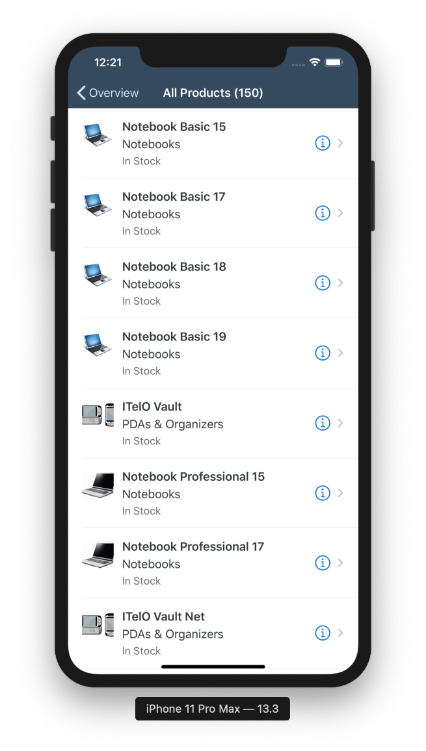 12:21
Overview
All Products (150)
Notebook Basic 15
Notebooks
In Stock
Notebook Basic 17
Notebooks
In Stock
Notebook Basic 18
Notebooks
In Stock
Notebook Basic 19
Notebooks
In Stock
ITelO Vault
PDAs & Organizers
In Stock
Notebook Professional 15
Notebooks
In Stock
Notebook Professional 17
Notebooks
In Stock
ITelO Vault Net
PDAs & Organizers
In Stock
iPhone 11 Pro Max — 13.3